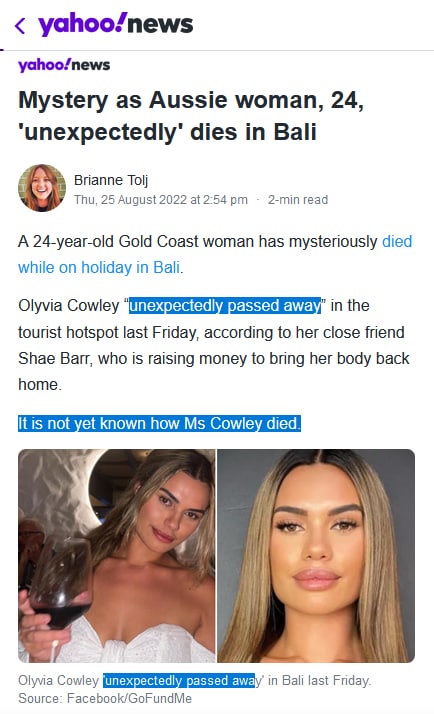 yahoo!news
yahoo!news
Mystery as Aussie woman, 24,
'unexpectedly' dies in Bali
Brianne Tolj
Thu, 25 August 2022 at 2:54 pm · 2-min read
A 24-year-old Gold Coast woman has mysteriously died
while on holiday in Bali.
Olyvia Cowley “unexpectedly passed away” in the
tourist hotspot last Friday, according to her close friend
Shae Barr, who is raising money to bring her body back
home.
It is not yet known how Ms Cowley died.
Olyvia Cowley 'unexpectedly passed away' in Bali last Friday.
Source: Facebook/GoFundMe